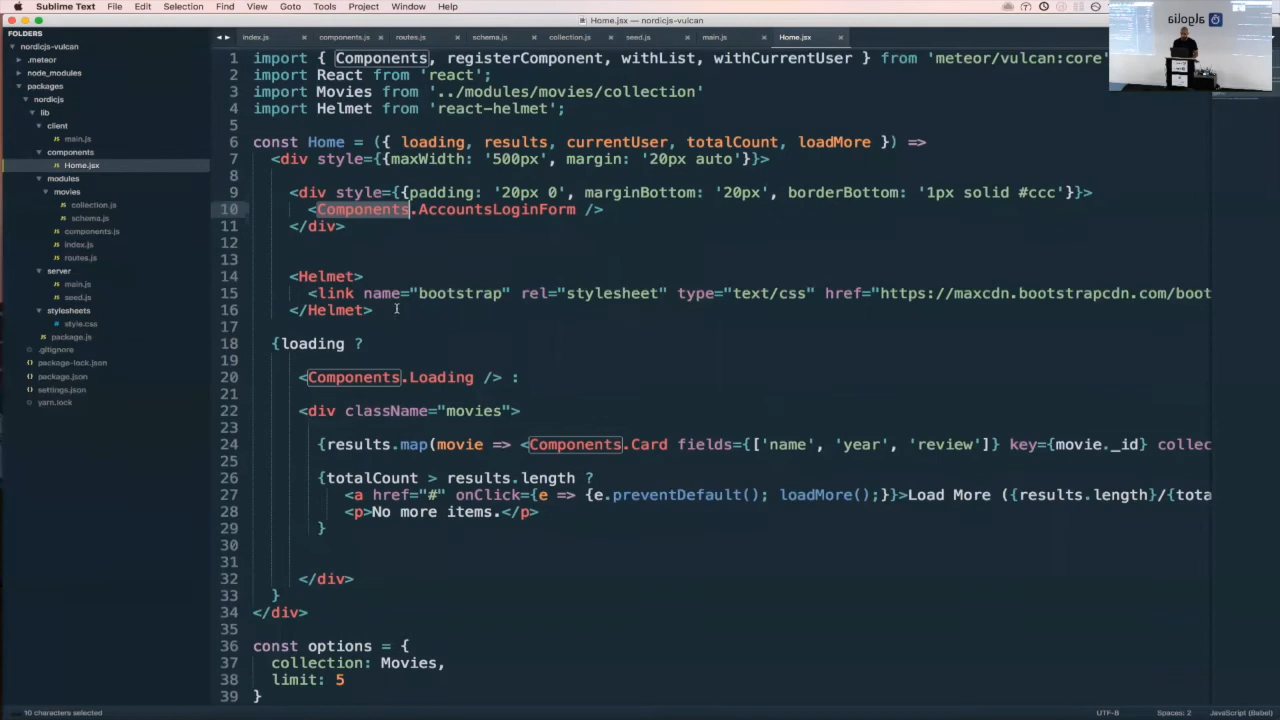 Sublime Text File Edit Selection Find View Goto Tools Project Window Help
Home.jsx — nordicjs-vulcan
algolia
FOLDERS
nordicjs-vulcan
.meteor
node_modules
packages
nordicjs
lib
client
main.js
components
Home.jsx
modules
movies
collection.js
schema.js
components.js
index.js
routes.js
server
main.js
seed.js
stylesheets
style.css
package.js
.gitignore
package-lock.json
package.json
settings.json
yarn.lock
index.js components.js routes.js schema.js collection.js seed.js main.js Home.jsx
1 import { Components, registerComponent, withList, withCurrentUser } from 'meteor/vulcan:core'
2 import React from 'react';
3 import Movies from '../modules/movies/collection'
4 import Helmet from 'react-helmet';
5
6 const Home = ({ loading, results, currentUser, totalCount, loadMore }) =>
7 <div style={{maxWidth: '500px', margin: '20px auto'}}>
8
9 <div style={{padding: '20px 0', marginBottom: '20px', borderBottom: '1px solid #ccc'}}>
10 <Components.AccountsLoginForm />
11 </div>
12
13
14 <Helmet>
15 <link name="bootstrap" rel="stylesheet" type="text/css" href="https://maxcdn.bootstrapcdn.com/boot
16 </Helmet>
17
18 {loading ?
19
20 <Components.Loading /> :
21
22 <div className="movies">
23
24 {results.map(movie => <Components.Card fields={['name', 'year', 'review']} key={movie._id} collec
25
26 {totalCount > results.length ?
27 <a href="#" onClick={e => {e.preventDefault(); loadMore();}}>Load More ({results.length}/{tota
28 <p>No more items.</p>
29 }
30
31
32 </div>
33 }
34 </div>
35
36 const options = {
37 collection: Movies,
38 limit: 5
39 }
10 characters selected
UTF-8 Spaces: 2 JavaScript (Babel)